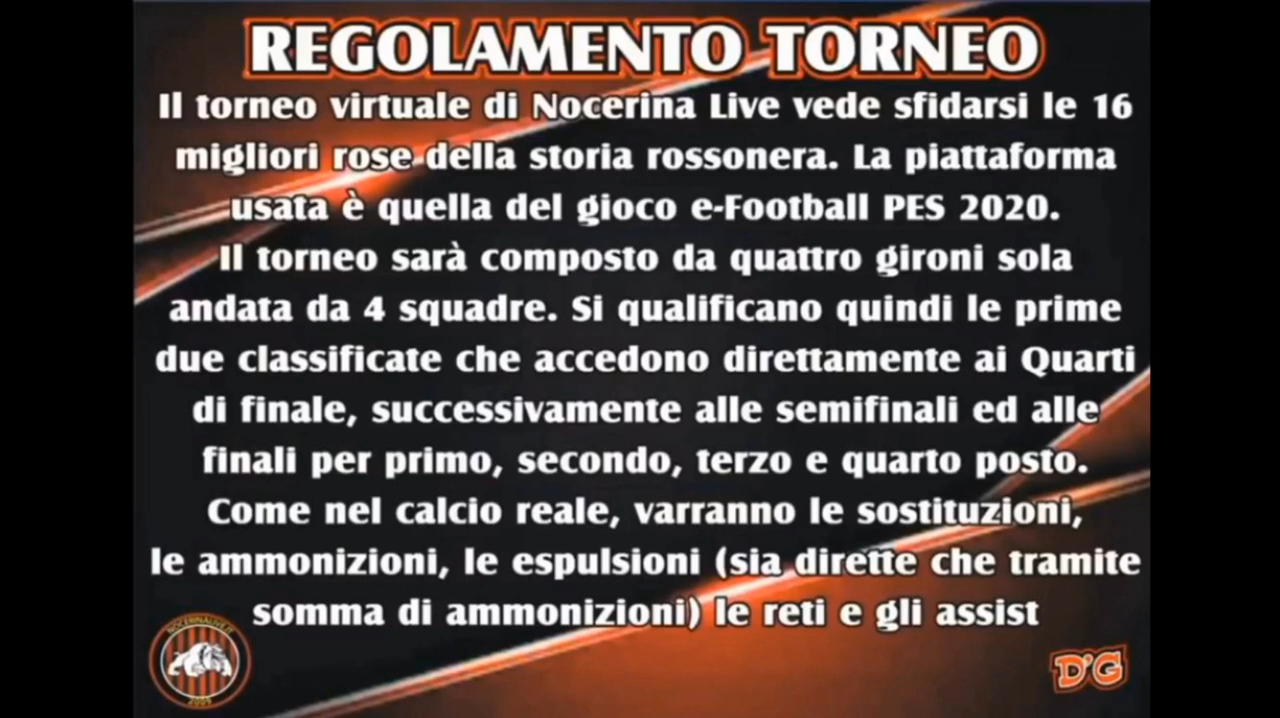 REGOLAMENTO TORNEO
Il torneo virtuale di Nocerina Live vede sfidarsi le 16
migliori rose della storia rossonera. La piattaforma
usata è quella del gioco e-Football PES 2020.
Il torneo sarà composto da quattro gironi sola
andata da 4 squadre. Si qualificano quindi le prime
due classificate che accedono direttamente ai Quarti
di finale, successivamente alle semifinali ed alle
finali per primo, secondo, terzo e quarto posto.
Come nel calcio reale, varranno le sostituzioni,
le ammonizioni, le espulsioni (sia dirette che tramite
somma di ammonizioni) le reti e gli assist
NOCERINALIVE.IT
2009
D'G